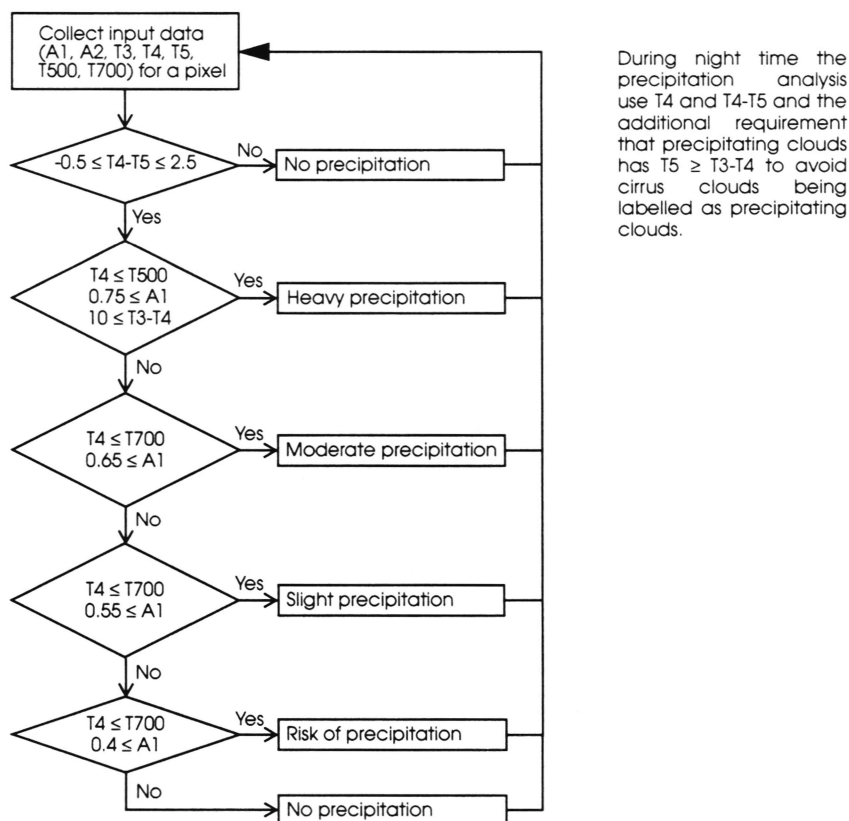 Collect input data
(A1, A2, T3, T4, T5,
T500, T700) for a pixel
-0.5 ≤ T4-T5 ≤ 2.5
No
No precipitation
Yes
T4 ≤ T500
0.75 ≤ A1
10 ≤ T3-T4
Yes
Heavy precipitation
No
T4 ≤ T700
0.65 ≤ A1
Yes
Moderate precipitation
No
T4 ≤ T700
0.55 ≤ A1
Yes
Slight precipitation
No
T4 ≤ T700
0.4 ≤ A1
Yes
Risk of precipitation
No
No precipitation
During night time the
precipitation analysis
use T4 and T4-T5 and the
additional requirement
that precipitating clouds
has T5 ≥ T3-T4 to avoid
cirrus clouds being
labelled as precipitating
clouds.